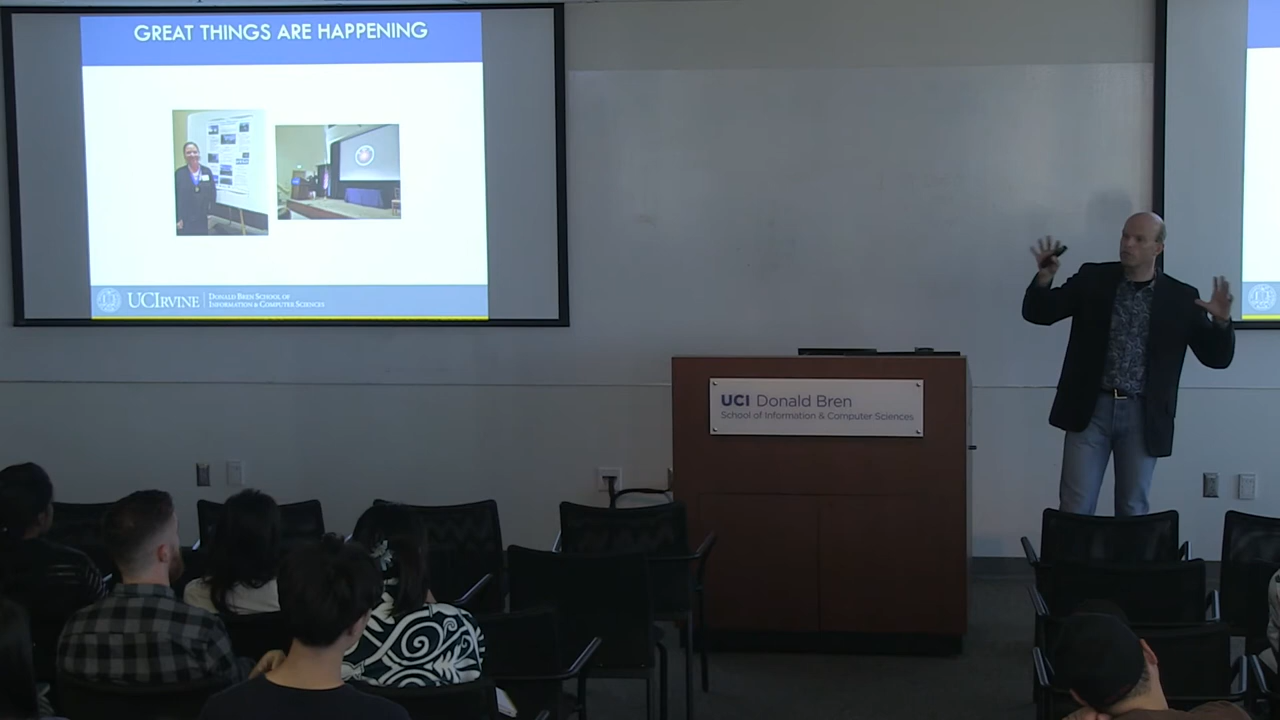 GREAT THINGS ARE HAPPENING
UCIRVINE
DONALD BREN SCHOOL OF
INFORMATION & COMPUTER SCIENCES
UCI Donald Bren
School of Information & Computer Sciences